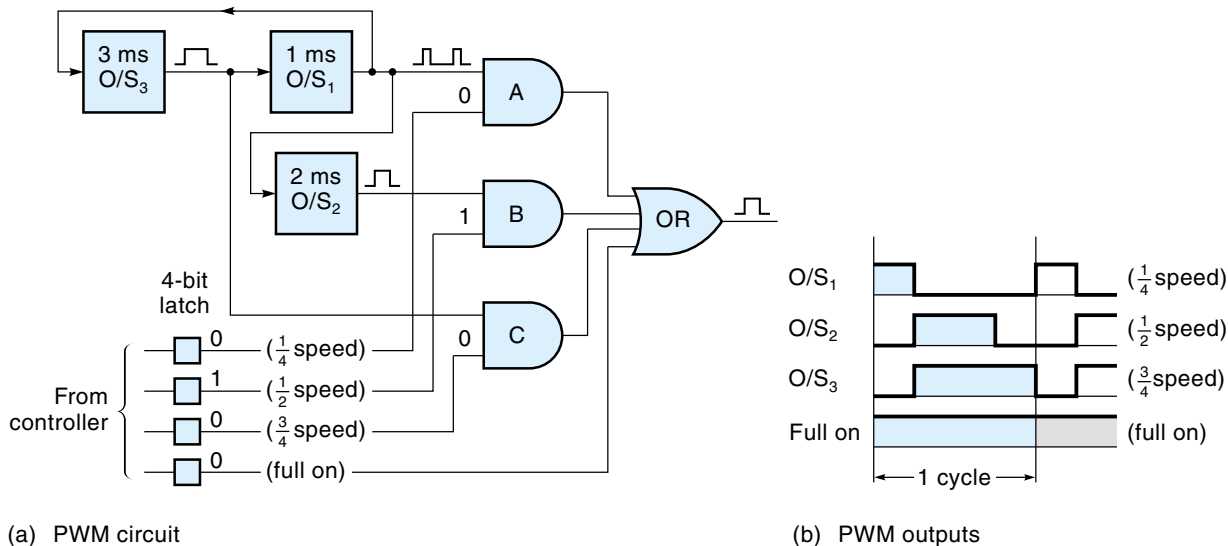 3 ms
O/S₃
1 ms
O/S₁
0
A
2 ms
O/S₂
1
B
OR
4-bit
latch
0
C
From
controller
0 (1/4 speed)
1 (1/2 speed)
0 (3/4 speed)
0 (full on)
(a) PWM circuit
O/S₁ (1/4 speed)
O/S₂ (1/2 speed)
O/S₃ (3/4 speed)
Full on (full on)
1 cycle
(b) PWM outputs